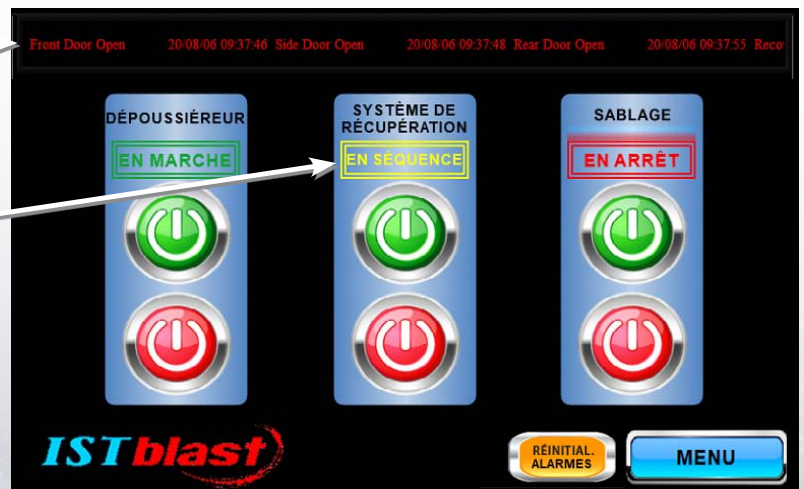 Front Door Open 20/08/06 09:37:46 Side Door Open 20/08/06 09:37:48 Rear Door Open 20/08/06 09:37:55 Reco
DÉPOUSSIÉREUR
EN MARCHE
SYSTÈME DE
RÉCUPÉRATION
EN SÉQUENCE
SABLAGE
EN ARRÊT
ISTblast
RÉINITIAL.
ALARMES
MENU